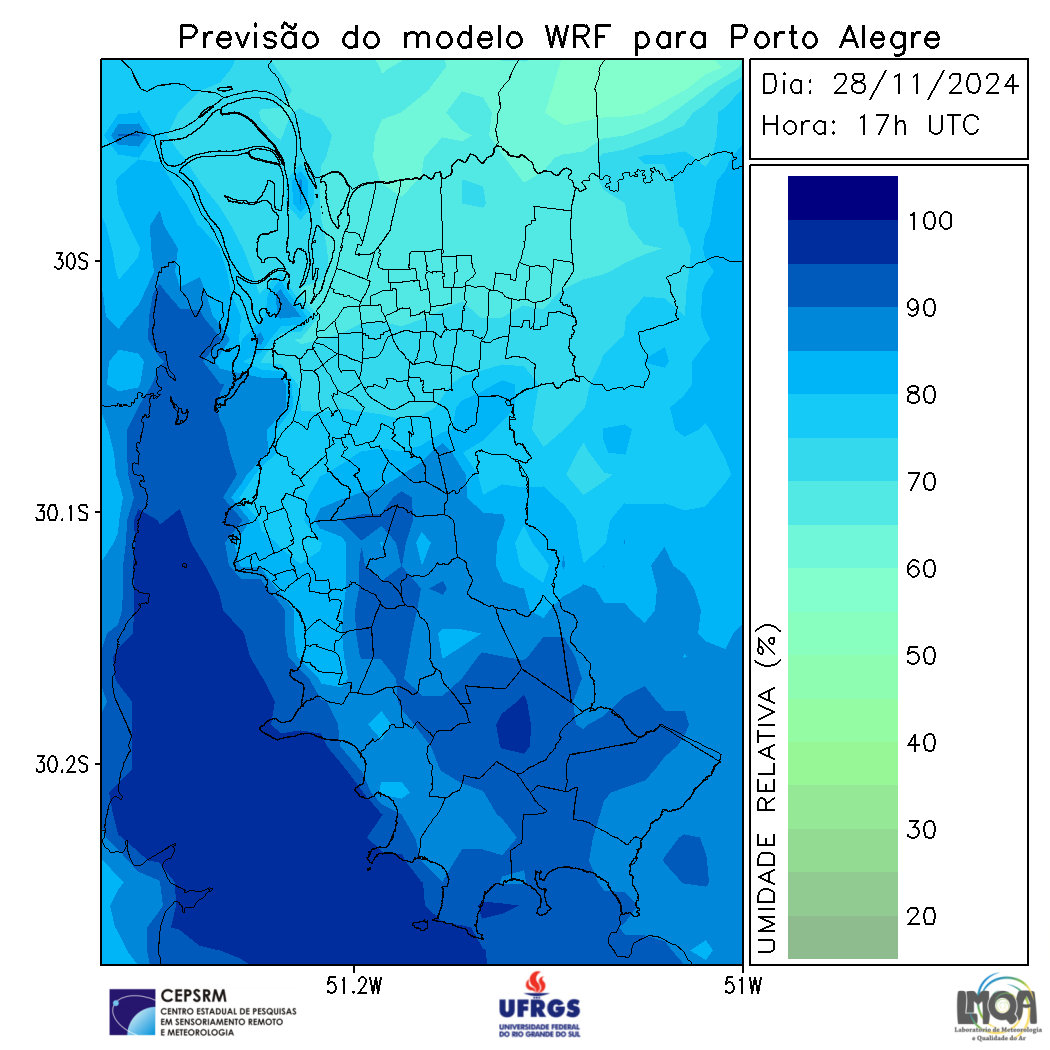 Previsão do modelo WRF para Porto Alegre
Dia: 28/11/2024
Hora: 17h UTC
100
90
80
70
60
50
40
30
20
UMIDADE RELATIVA (%)
30S
30.1S
30.2S
51.2W
51W
CEPSRM
CENTRO ESTADUAL DE PESQUISAS
EM SENSORIAMENTO REMOTO
E METEOROLOGIA
UFRGS
UNIVERSIDADE FEDERAL
DO RIO GRANDE DO SUL
LMQA
Laboratório de Meteorologia
e Qualidade do Ar